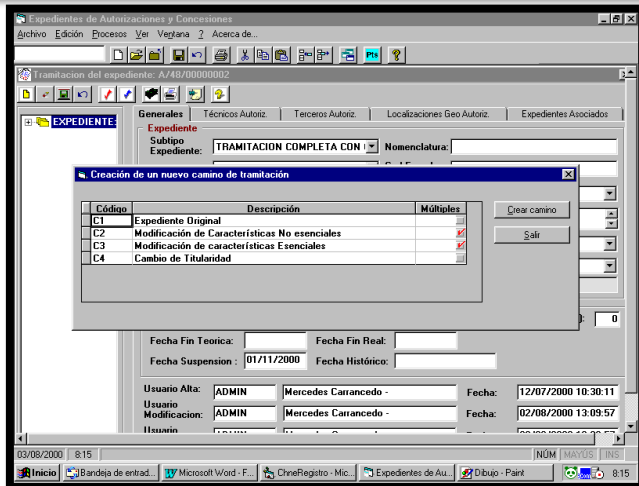 Expedientes de Autorizaciones y Concesiones
Archivo Edición Procesos Ver Ventana ? Acerca de...
Pts
Tramitacion del expediente: A/48/00000002
EXPEDIENTE:
Generales Técnicos Autoriz. Terceros Autoriz. Localizaciones Geo Autoriz. Expedientes Asociados
Expediente
Subtipo Expediente: TRAMITACION COMPLETA CON Nomenclatura:
Creación de un nuevo camino de tramitación
Código Descripción Múltiples
C1 Expediente Original
C2 Modificación de Características No esenciales
C3 Modificación de características Esenciales
C4 Cambio de Titularidad
Crear camino
Salir
0
Fecha Fin Teorica: Fecha Fin Real:
Fecha Suspension : 01/11/2000 Fecha Histórico:
Usuario Alta: ADMIN Mercedes Carrancedo - Fecha: 12/07/2000 10:30:11
Usuario Modificacion: ADMIN Mercedes Carrancedo - Fecha: 02/08/2000 13:09:57
Usuario
03/08/2000 8:15 NÚM MAYÚS INS
Inicio Bandeja de entrad... Microsoft Word - F... ChneRegistro - Mic... Expedientes de Au... Dibujo - Paint 8:15